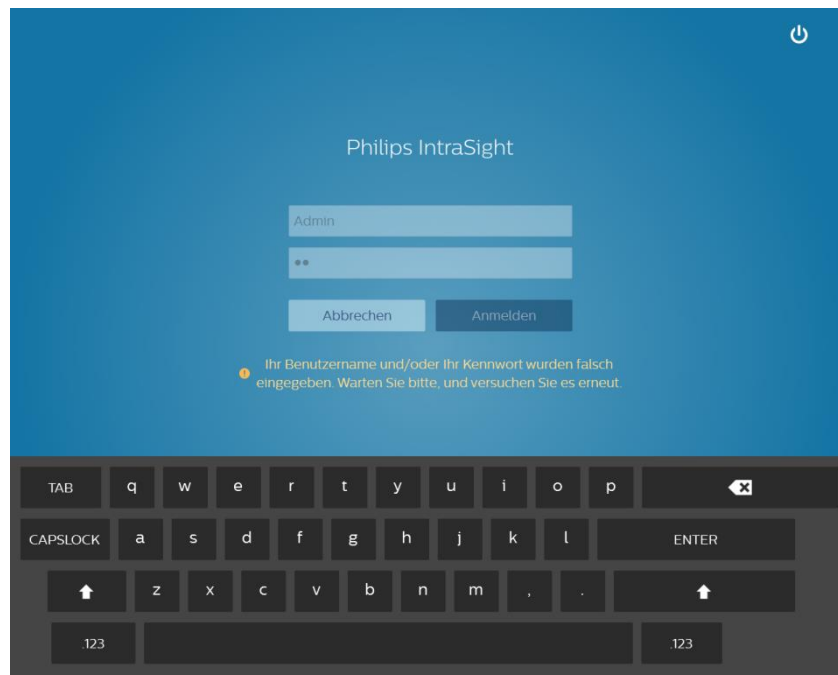 Philips IntraSight
Admin
••
Abbrechen Anmelden
Ihr Benutzername und/oder Ihr Kennwort wurden falsch
eingegeben. Warten Sie bitte, und versuchen Sie es erneut.
TAB q w e r t y u i o p
CAPSLOCK a s d f g h j k l ENTER
z x c v b n m , .
.123 .123